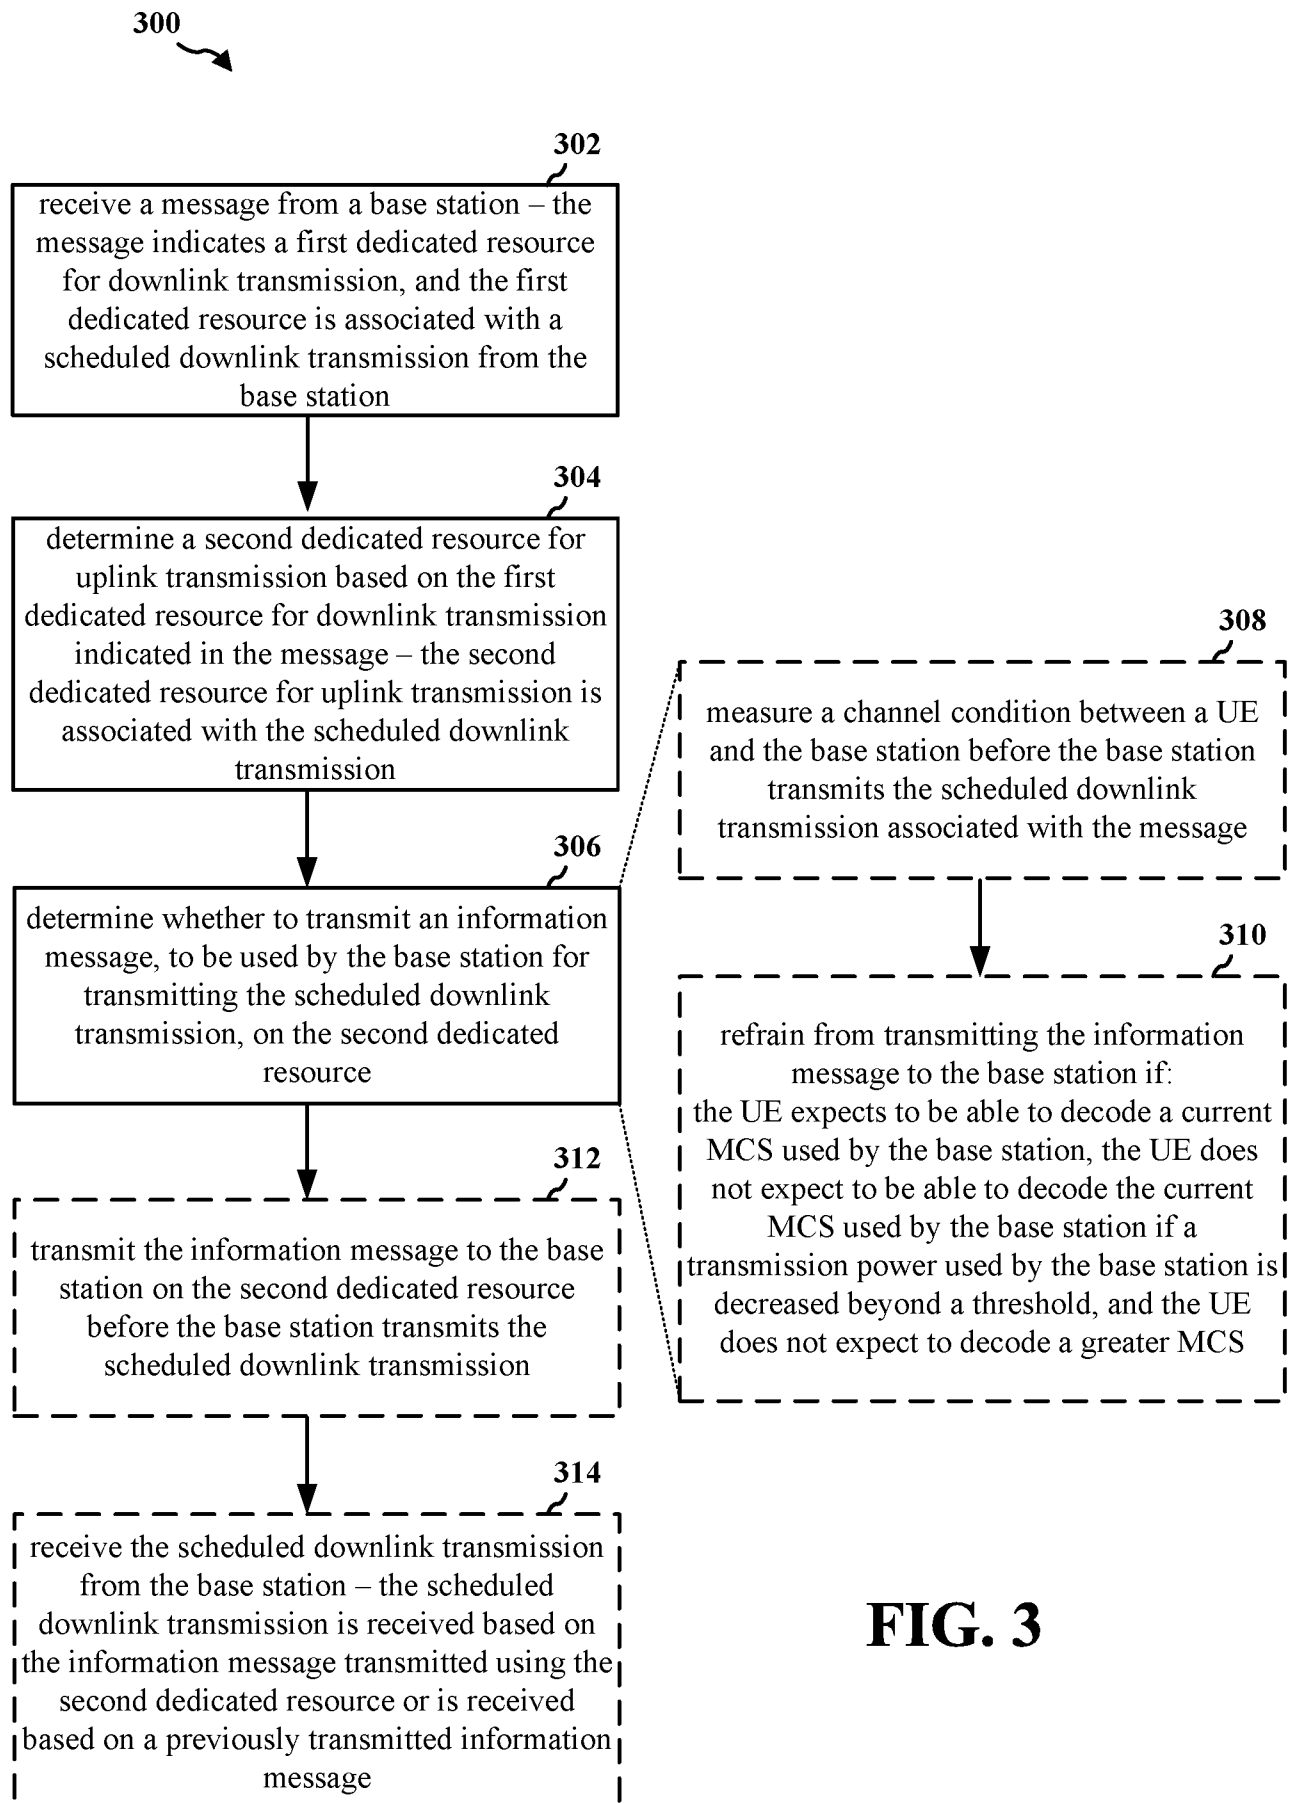 300
302
receive a message from a base station – the
message indicates a first dedicated resource
for downlink transmission, and the first
dedicated resource is associated with a
scheduled downlink transmission from the
base station
304
determine a second dedicated resource for
uplink transmission based on the first
dedicated resource for downlink transmission
indicated in the message – the second
dedicated resource for uplink transmission is
associated with the scheduled downlink
transmission
306
determine whether to transmit an information
message, to be used by the base station for
transmitting the scheduled downlink
transmission, on the second dedicated
resource
308
measure a channel condition between a UE
and the base station before the base station
transmits the scheduled downlink
transmission associated with the message
310
refrain from transmitting the information
message to the base station if:
the UE expects to be able to decode a current
MCS used by the base station, the UE does
not expect to be able to decode the current
MCS used by the base station if a
transmission power used by the base station is
decreased beyond a threshold, and the UE
does not expect to decode a greater MCS
312
transmit the information message to the base
station on the second dedicated resource
before the base station transmits the
scheduled downlink transmission
314
receive the scheduled downlink transmission
from the base station – the scheduled
downlink transmission is received based on
the information message transmitted using the
second dedicated resource or is received
based on a previously transmitted information
message
FIG. 3